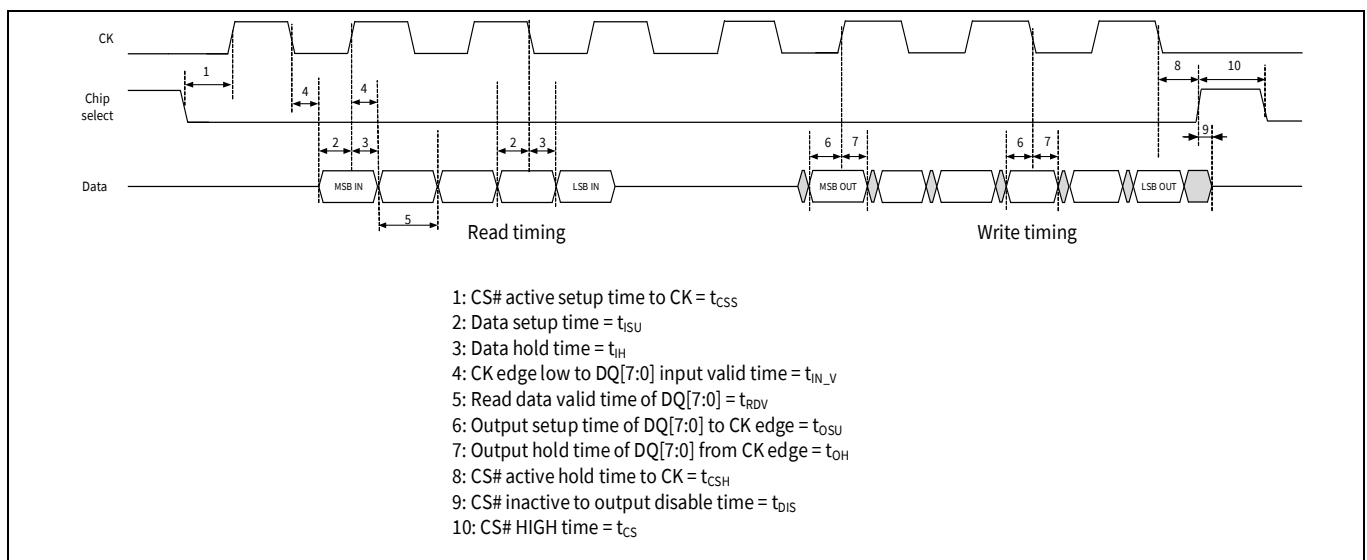 CK
1
8
10
Chip
select
4
4
9
2
3
2
3
6
7
6
7
Data
MSB IN
LSB IN
MSB OUT
LSB OUT
5
Read timing
Write timing
1: CS# active setup time to CK = tCSS
2: Data setup time = tISU
3: Data hold time = tIH
4: CK edge low to DQ[7:0] input valid time = tIN_V
5: Read data valid time of DQ[7:0] = tRDV
6: Output setup time of DQ[7:0] to CK edge = tOSU
7: Output hold time of DQ[7:0] from CK edge = tOH
8: CS# active hold time to CK = tCSH
9: CS# inactive to output disable time = tDIS
10: CS# HIGH time = tCS